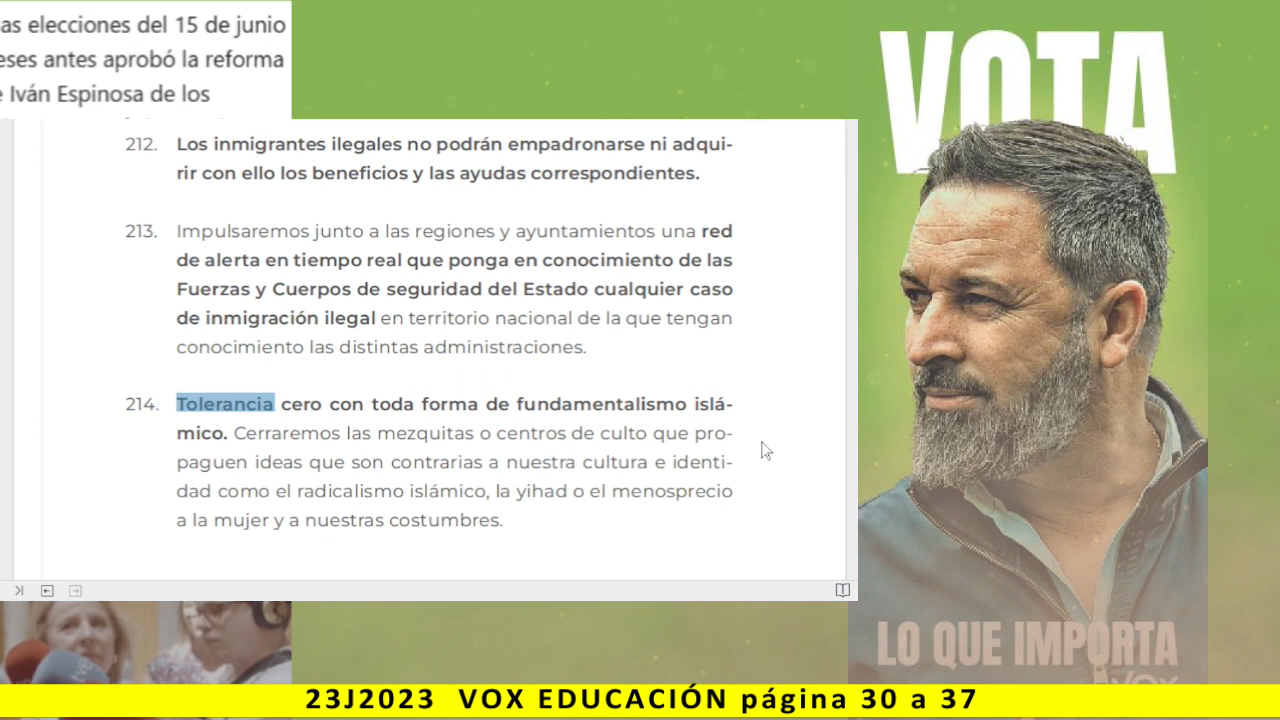 as elecciones del 15 de junio
eses antes aprobó la reforma
e Iván Espinosa de los
VOTA
212. Los inmigrantes ilegales no podrán empadronarse ni adqui-
rir con ello los beneficios y las ayudas correspondientes.
213. Impulsaremos junto a las regiones y ayuntamientos una red
de alerta en tiempo real que ponga en conocimiento de las
Fuerzas y Cuerpos de seguridad del Estado cualquier caso
de inmigración ilegal en territorio nacional de la que tengan
conocimiento las distintas administraciones.
214. Tolerancia cero con toda forma de fundamentalismo islá-
mico. Cerraremos las mezquitas o centros de culto que pro-
paguen ideas que son contrarias a nuestra cultura e identi-
dad como el radicalismo islámico, la yihad o el menosprecio
a la mujer y a nuestras costumbres.
LO QUE IMPORTA
VOX
tve
23J2023 VOX EDUCACIÓN página 30 a 37